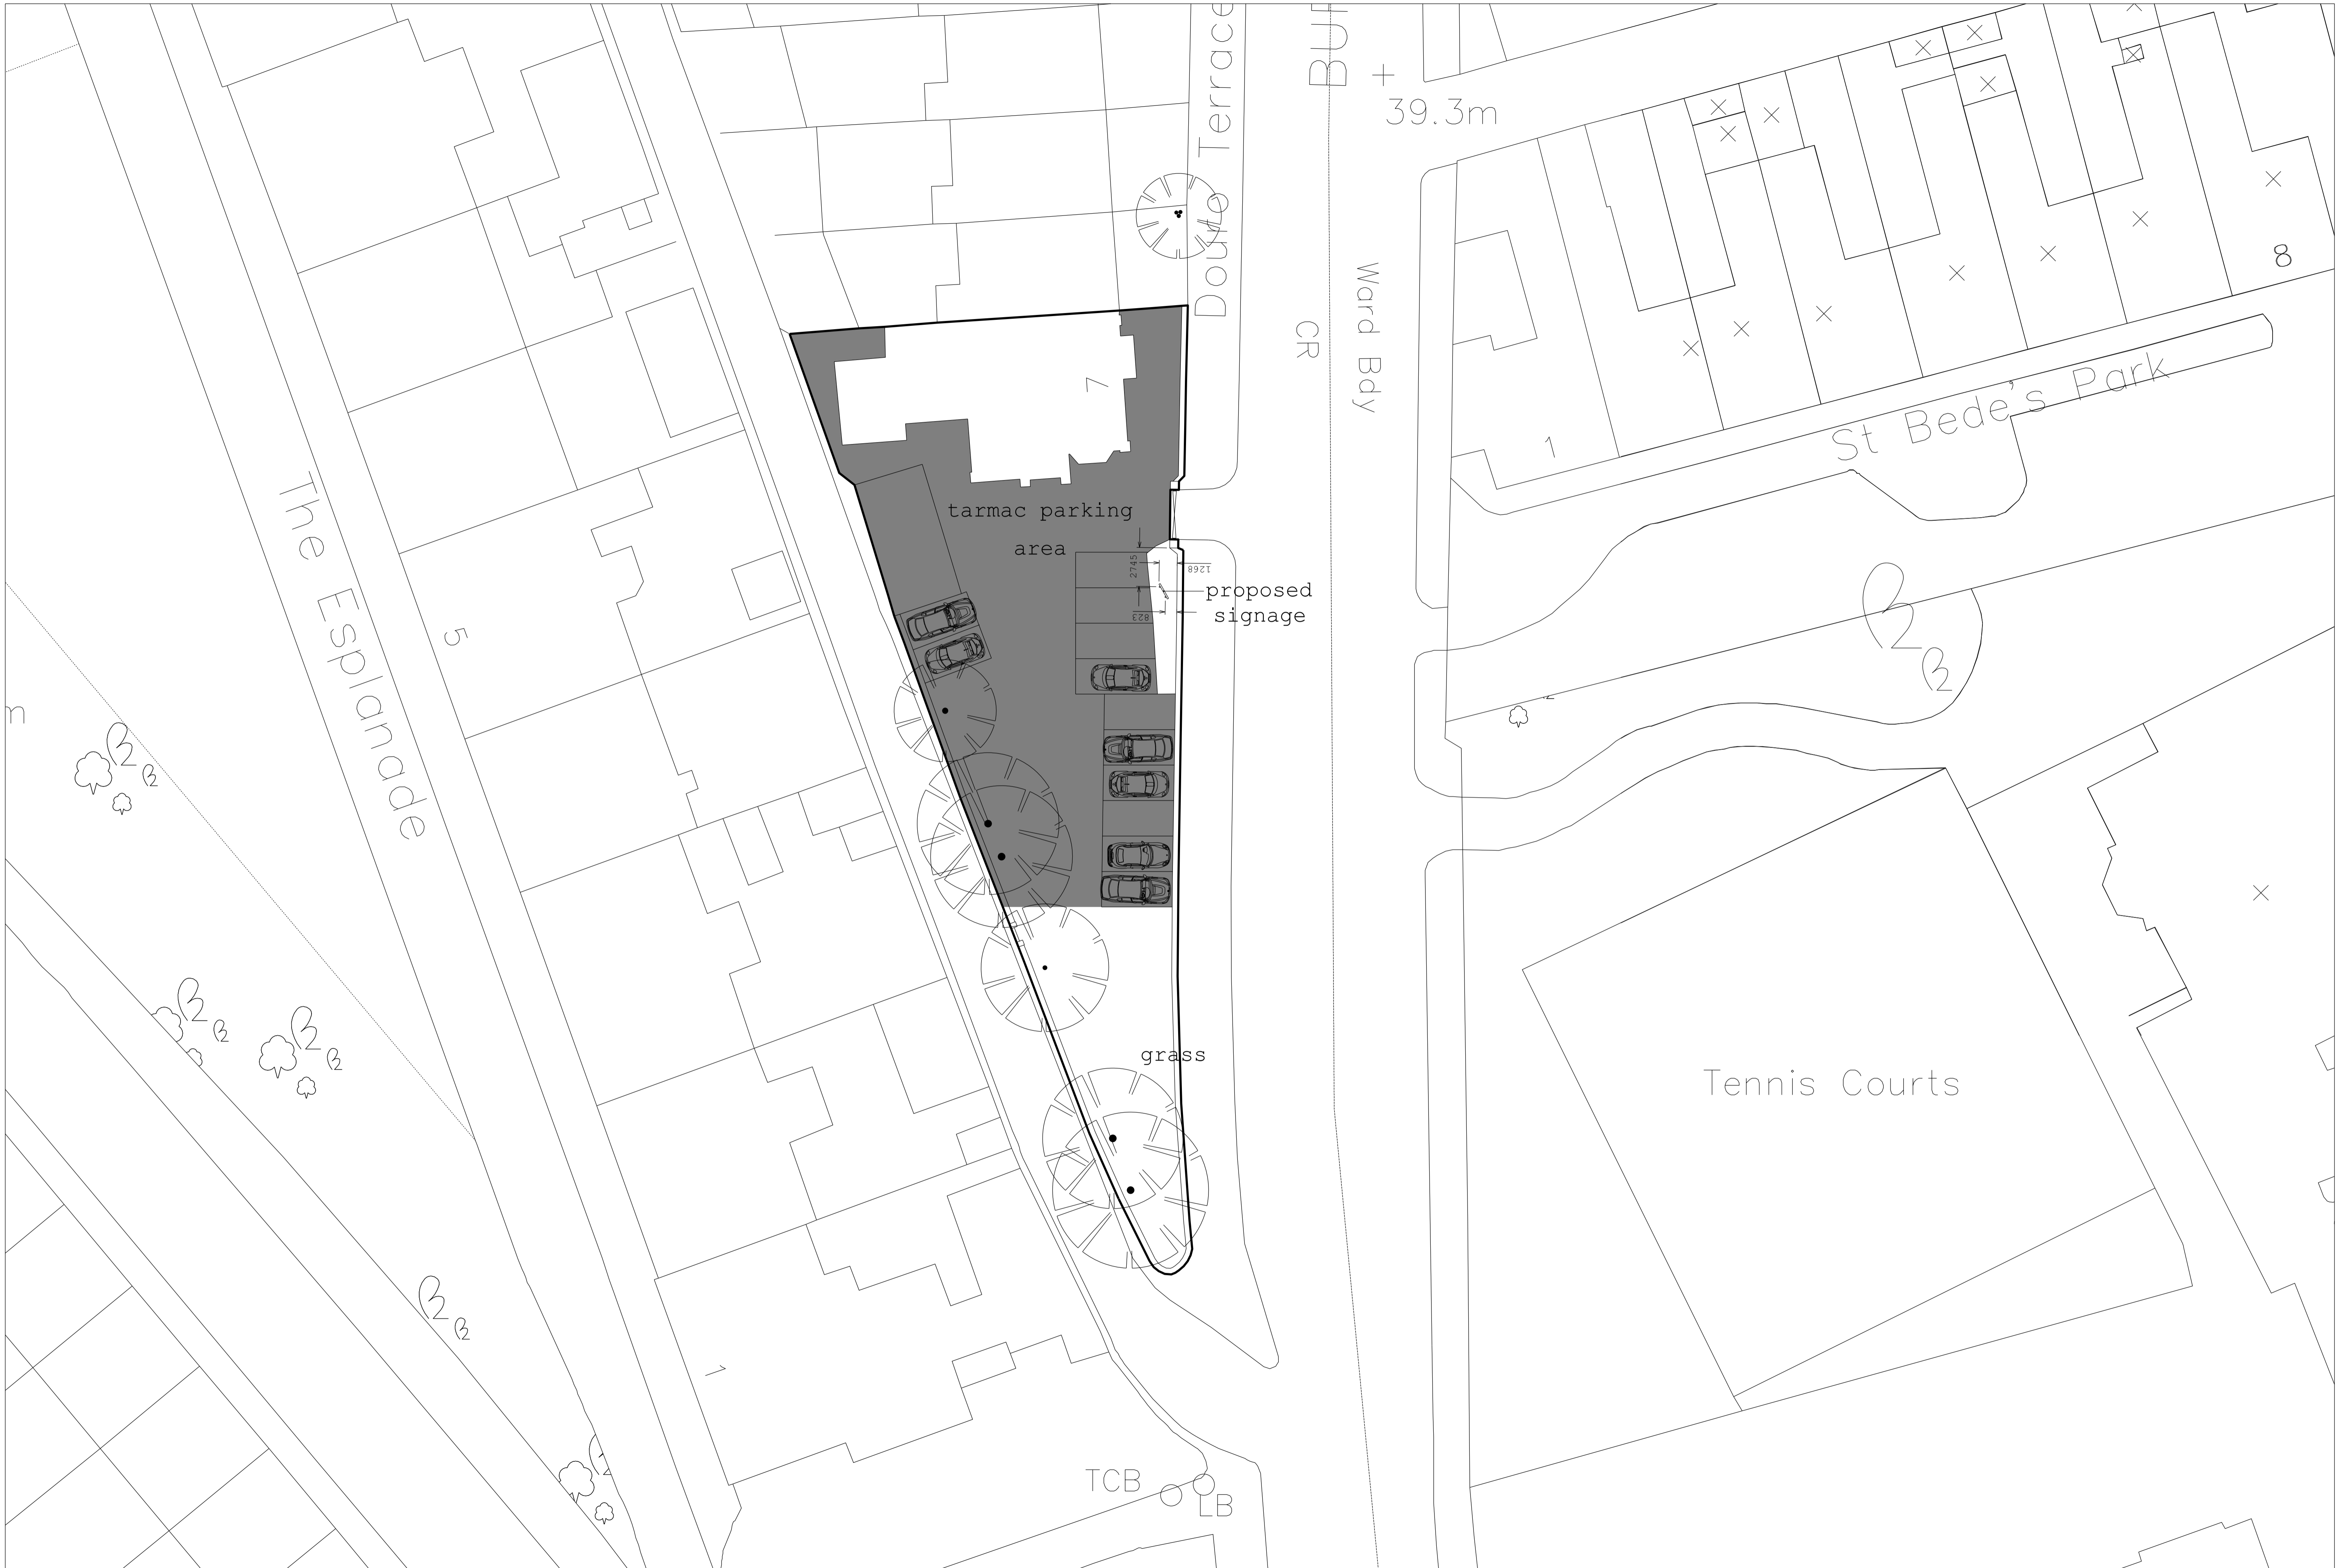 Douro Terrace
39.3m
8
Ward Bdy
CR
7
St Bede's Park
1
The Esplanade
tarmac parking
area
2745
1268
proposed
signage
823
5
m
grass
Tennis Courts
1
TCB
LB